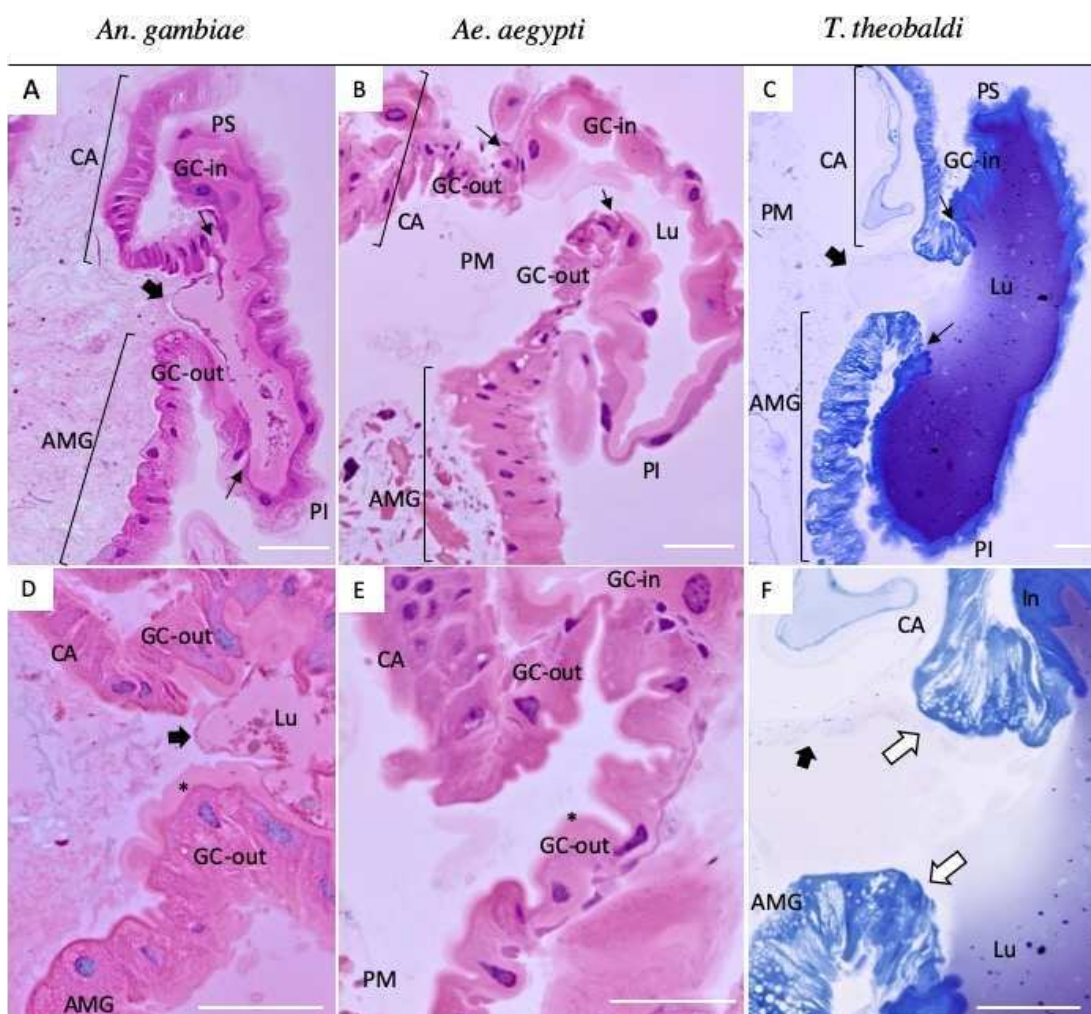 An. gambiae
Ae. aegypti
T. theobaldi
A
PS
CA
GC-in
GC-out
AMG
PI
B
GC-in
GC-out
CA
Lu
PM
GC-out
PI
AMG
C
PS
CA
GC-in
PM
Lu
AMG
PI
D
GC-out
CA
Lu
*
GC-out
AMG
E
GC-in
CA
GC-out
*
GC-out
PM
F
In
CA
AMG
Lu